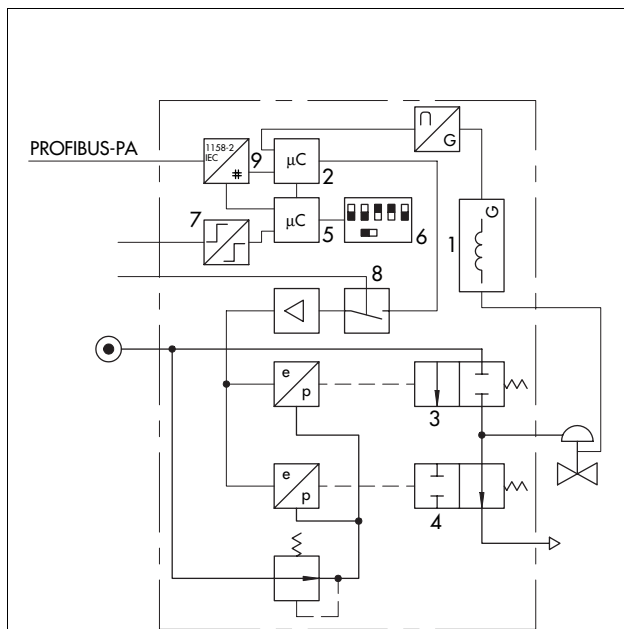 PROFIBUS-PA
1158-2
IEC
#
9
µC
2
∩
G
7
µC
5
6
1
G
8
e
p
3
e
p
4